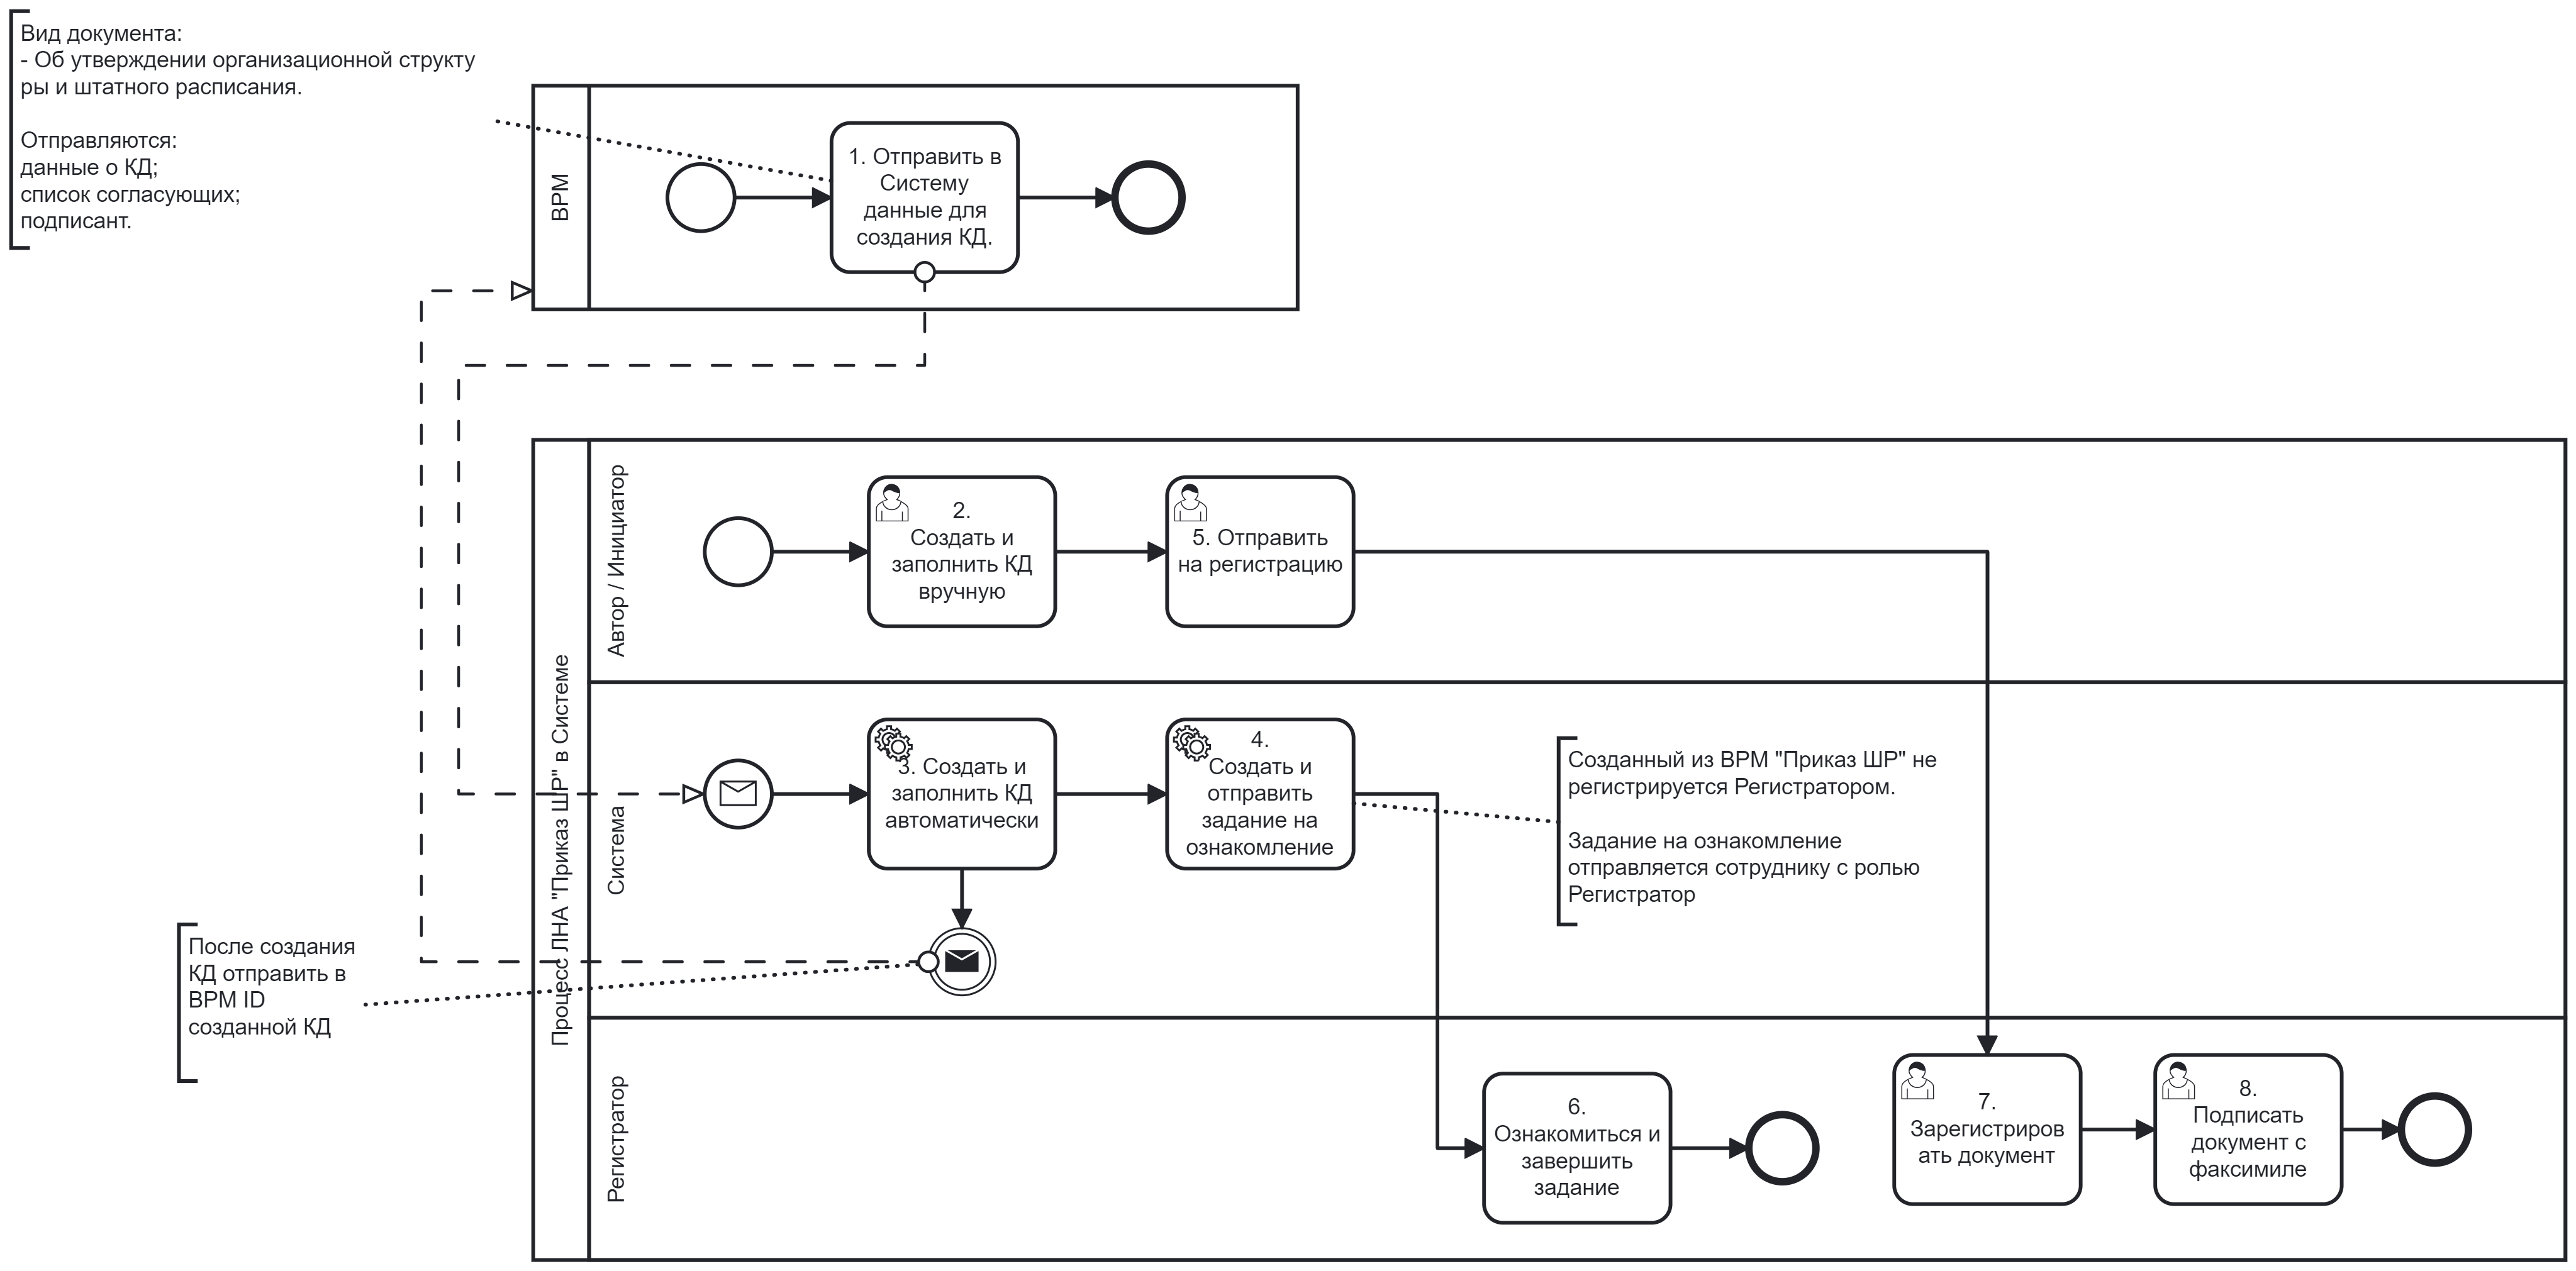 Вид документа:
- Об утверждении организационной структу
ры и штатного расписания.
Отправляются:
данные о КД;
список согласующих;
подписант.
BPM
1. Отправить в
Систему
данные для
создания КД.
Процесс ЛНА "Приказ ШР" в Системе
Автор / Инициатор
2.
Создать и
заполнить КД
вручную
5. Отправить
на регистрацию
Система
3. Создать и
заполнить КД
автоматически
4.
Создать и
отправить
задание на
ознакомление
Созданный из BPM "Приказ ШР" не
регистрируется Регистратором.
Задание на ознакомление
отправляется сотруднику с ролью
Регистратор
После создания
КД отправить в
BPM ID
созданной КД
Регистратор
6.
Ознакомиться и
завершить
задание
7.
Зарегистриров
ать документ
8.
Подписать
документ с
факсимиле